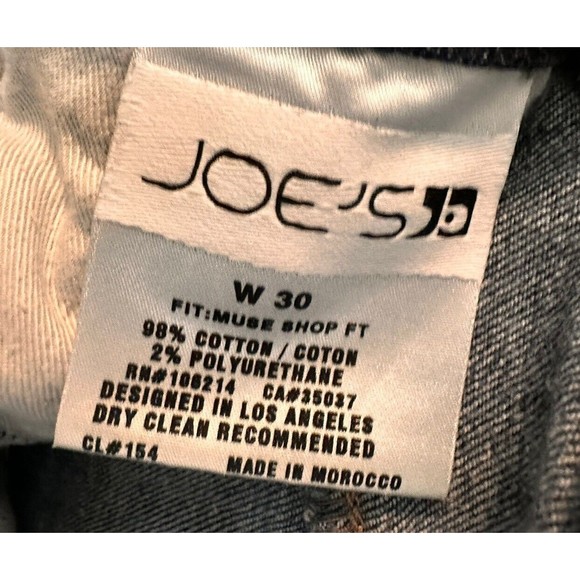 JOE'S
W 30
FIT:MUSE SHOP FT
98% COTTON / COTON
2% POLYURETHANE
RN#106214 CA#35037
DESIGNED IN LOS ANGELES
DRY CLEAN RECOMMENDED
CL#154 MADE IN MOROCCO